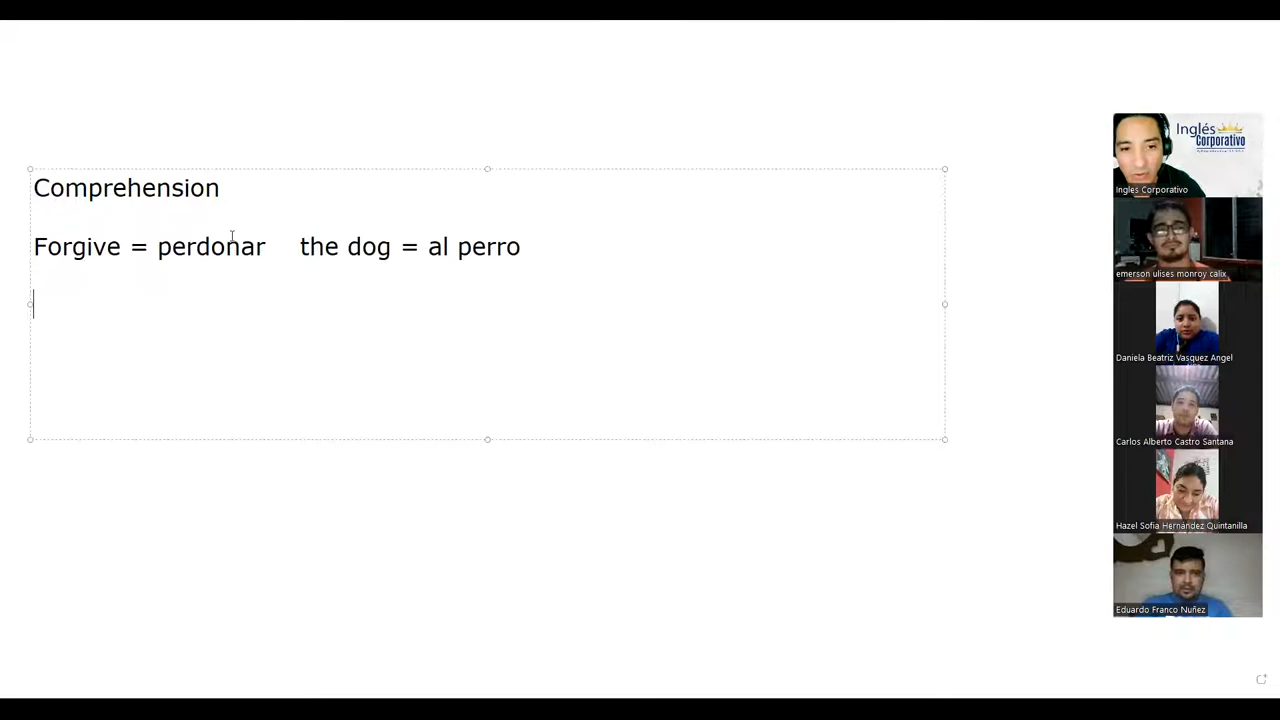 Comprehension
Forgive = perdonar the dog = al perro
Inglés
Corporativo
Ingles Corporativo
emerson ulises monroy calix
Daniela Beatriz Vasquez Angel
Carlos Alberto Castro Santana
Hazel Sofia Hernández Quintanilla
Eduardo Franco Nuñez